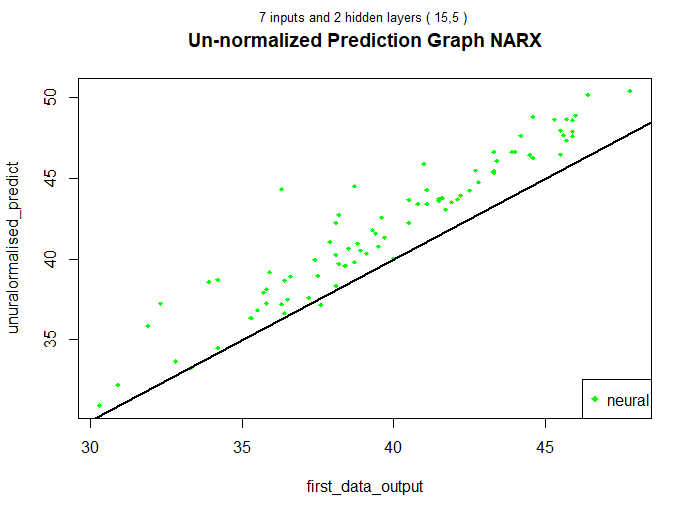 7 inputs and 2 hidden layers ( 15,5 )
Un-normalized Prediction Graph NARX
50
45
40
35
unuralormalised_predict
30 35 40 45
first_data_output
neural